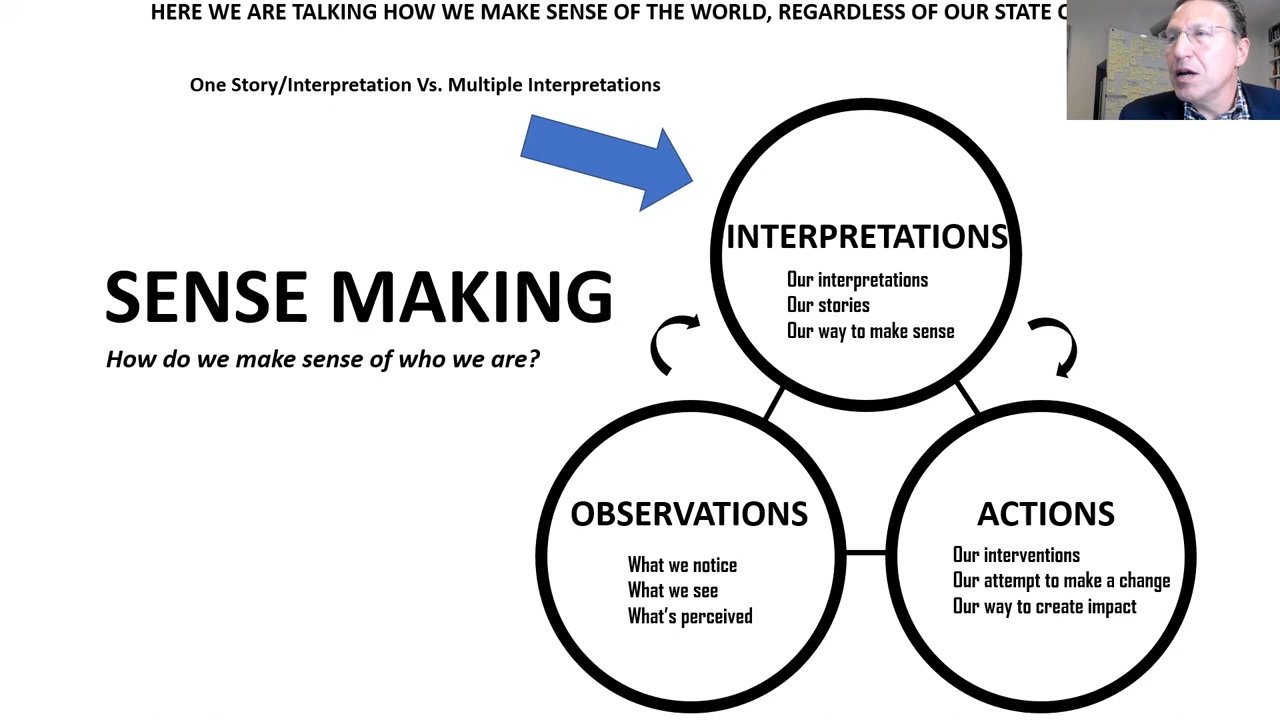 HERE WE ARE TALKING HOW WE MAKE SENSE OF THE WORLD, REGARDLESS OF OUR STATE
One Story/Interpretation Vs. Multiple Interpretations
SENSE MAKING
How do we make sense of who we are?
INTERPRETATIONS
Our interpretations
Our stories
Our way to make sense
OBSERVATIONS
What we notice
What we see
What's perceived
ACTIONS
Our interventions
Our attempt to make a change
Our way to create impact